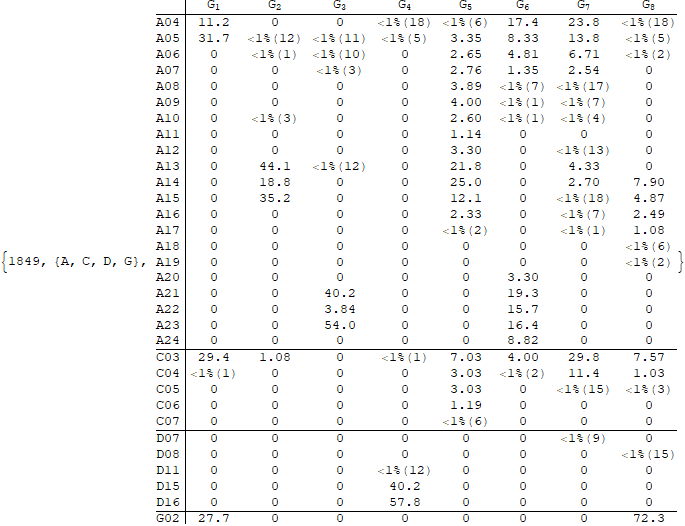 G₁ G₂ G₃ G₄ G₅ G₆ G₇ G₈
A04 11.2 0 0 <1%(18) <1%(6) 17.4 23.8 <1%(18)
A05 31.7 <1%(12) <1%(11) <1%(5) 3.35 8.33 13.8 <1%(5)
A06 0 <1%(1) <1%(10) 0 2.65 4.81 6.71 <1%(2)
A07 0 0 <1%(3) 0 2.76 1.35 2.54 0
A08 0 0 0 0 3.89 <1%(7) <1%(17) 0
A09 0 0 0 0 4.00 <1%(1) <1%(7) 0
A10 0 <1%(3) 0 0 2.60 <1%(1) <1%(4) 0
A11 0 0 0 0 1.14 0 0 0
A12 0 0 0 0 3.30 0 <1%(13) 0
A13 0 44.1 <1%(12) 0 21.8 0 4.33 0
A14 0 18.8 0 0 25.0 0 2.70 7.90
A15 0 35.2 0 0 12.1 0 <1%(18) 4.87
A16 0 0 0 0 2.33 0 <1%(7) 2.49
A17 0 0 0 0 <1%(2) 0 <1%(1) 1.08
A18 0 0 0 0 0 0 0 <1%(6)
{1849, {A, C, D, G}, A19 0 0 0 0 0 0 0 <1%(2) }
A20 0 0 0 0 0 3.30 0 0
A21 0 0 40.2 0 0 19.3 0 0
A22 0 0 3.84 0 0 15.7 0 0
A23 0 0 54.0 0 0 16.4 0 0
A24 0 0 0 0 0 8.82 0 0
C03 29.4 1.08 0 <1%(1) 7.03 4.00 29.8 7.57
C04 <1%(1) 0 0 0 3.03 <1%(2) 11.4 1.03
C05 0 0 0 0 3.03 0 <1%(15) <1%(3)
C06 0 0 0 0 1.19 0 0 0
C07 0 0 0 0 <1%(6) 0 0 0
D07 0 0 0 0 0 0 <1%(9) 0
D08 0 0 0 0 0 0 0 <1%(15)
D11 0 0 0 <1%(12) 0 0 0 0
D15 0 0 0 40.2 0 0 0 0
D16 0 0 0 57.8 0 0 0 0
G02 27.7 0 0 0 0 0 0 72.3